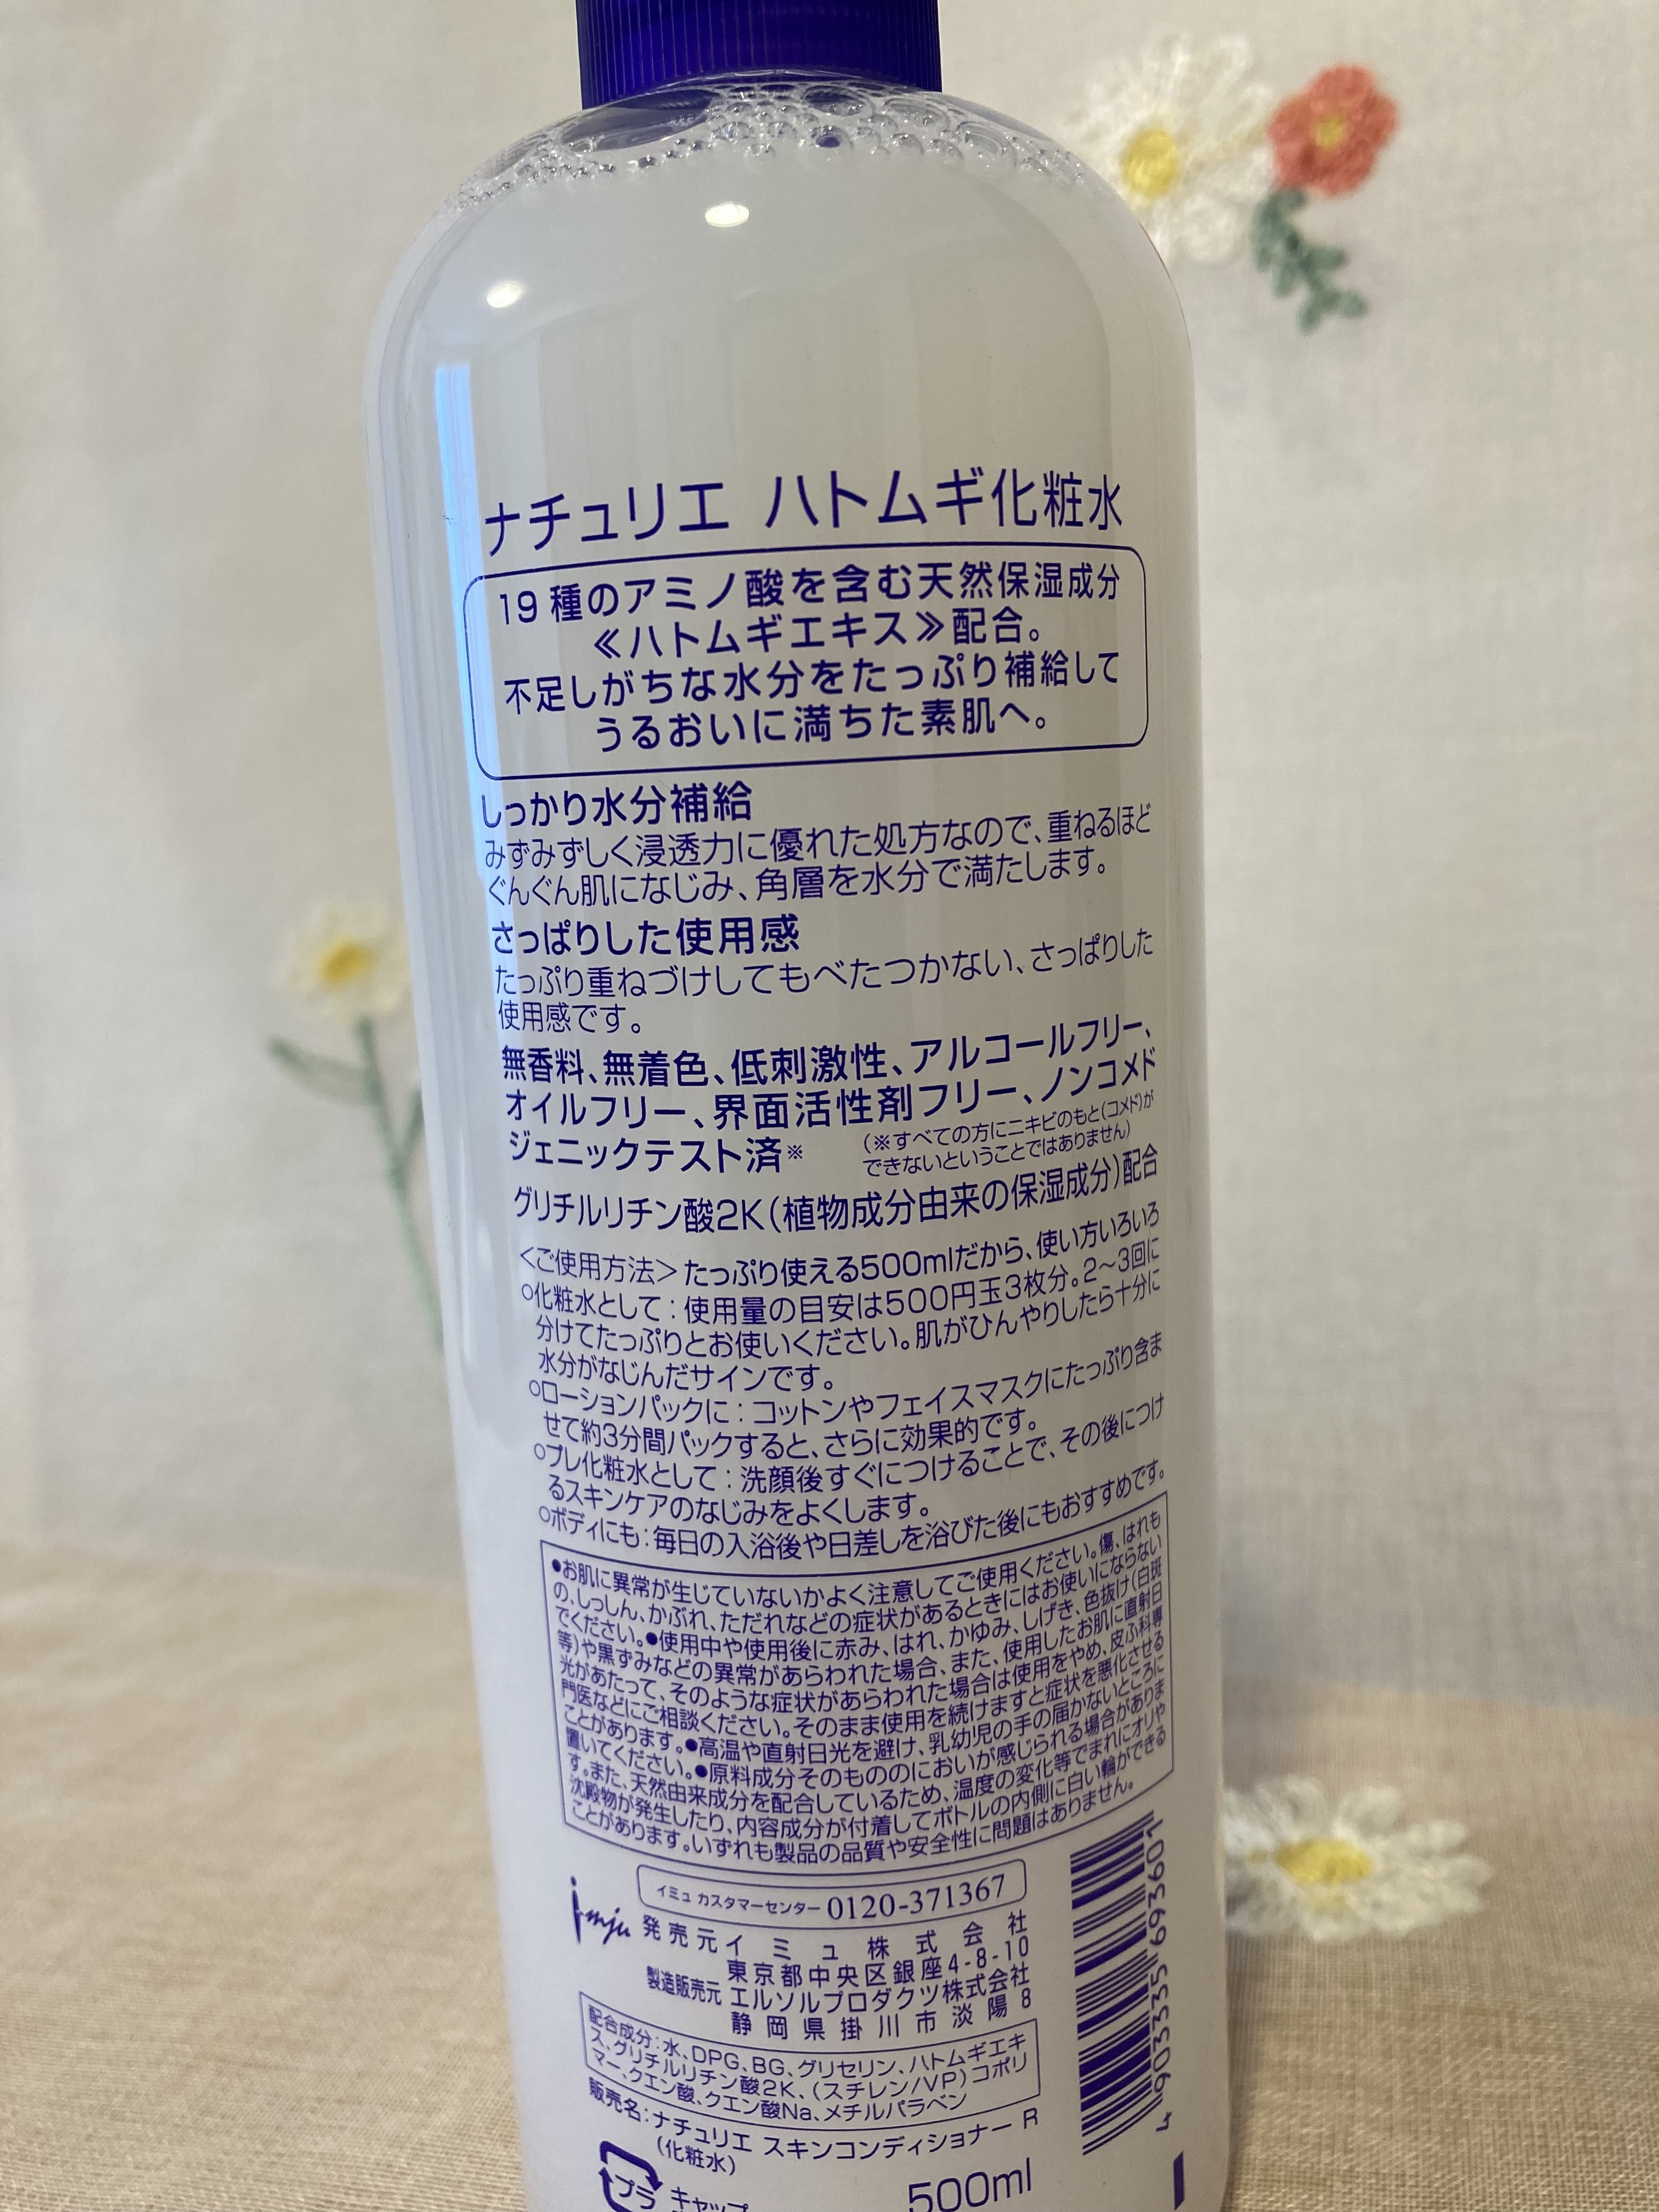 ナチュリエ ハトムギ化粧水
19種のアミノ酸を含む天然保湿成分
≪ハトムギエキス≫配合。
不足しがちな水分をたっぷり補給して
うるおいに満ちた素肌へ。
しっかり水分補給
みずみずしく浸透力に優れた処方なので、重ねるほど
ぐんぐん肌になじみ、角層を水分で満たします。
さっぱりした使用感
たっぷり重ねづけしてもべたつかない、さっぱりした
使用感です。
無香料、無着色、低刺激性、アルコールフリー、
オイルフリー、界面活性剤フリー、ノンコメド
ジェニックテスト済※
(※すべての方にニキビのもと(コメド)が
できないということではありません)
グリチルリチン酸2K(植物成分由来の保湿成分)配合
<ご使用方法>たっぷり使える500mlだから、使い方いろいろ
○化粧水として:使用量の目安は500円玉3枚分。2～3回に
分けてたっぷりとお使いください。肌がひんやりしたら十分に
水分がなじんだサインです。
○ローションパックに:コットンやフェイスマスクにたっぷり含ま
せて約3分間パックすると、さらに効果的です。
○プレ化粧水として:洗顔後すぐにつけることで、その後につけ
るスキンケアのなじみをよくします。
○ボディにも:毎日の入浴後や日差しを浴びた後にもおすすめです。
●お肌に異常が生じていないかよく注意してご使用ください。傷、はれも
の、しっしん、かぶれ、ただれなどの症状があるときにはお使いにならない
でください。●使用中や使用後に赤み、はれ、かゆみ、しげき、色抜け(白斑
等)や黒ずみなどの異常があらわれた場合、また、使用したお肌に直射日
光があたって、そのような症状があらわれた場合は使用をやめ、皮ふ科専
門医などにご相談ください。そのまま使用を続けますと症状を悪化させる
ことがあります。●高温や直射日光を避け、乳幼児の手の届かないところに
置いてください。●原料成分そのもののにおいが感じられる場合がありま
す。また、天然由来成分を配合しているため、温度の変化等でまれにオリや
沈殿物が発生したり、内容成分が付着してボトルの内側に白い輪ができる
ことがあります。いずれも製品の品質や安全性に問題はありません。
イミュ カスタマーセンター 0120-371367
imju 発売元 イミュ株式会社
東京都中央区銀座4-8-10
製造販売元 エルソルプロダクツ株式会社
静岡県掛川市淡陽8
配合成分:水、DPG、BG、グリセリン、ハトムギエキ
ス、グリチルリチン酸2K、(スチレン/VP)コポリ
マー、クエン酸、クエン酸Na、メチルパラベン
販売名:ナチュリエ スキンコンディショナー R
(化粧水)
プラ キャップ
500ml
4903335693601